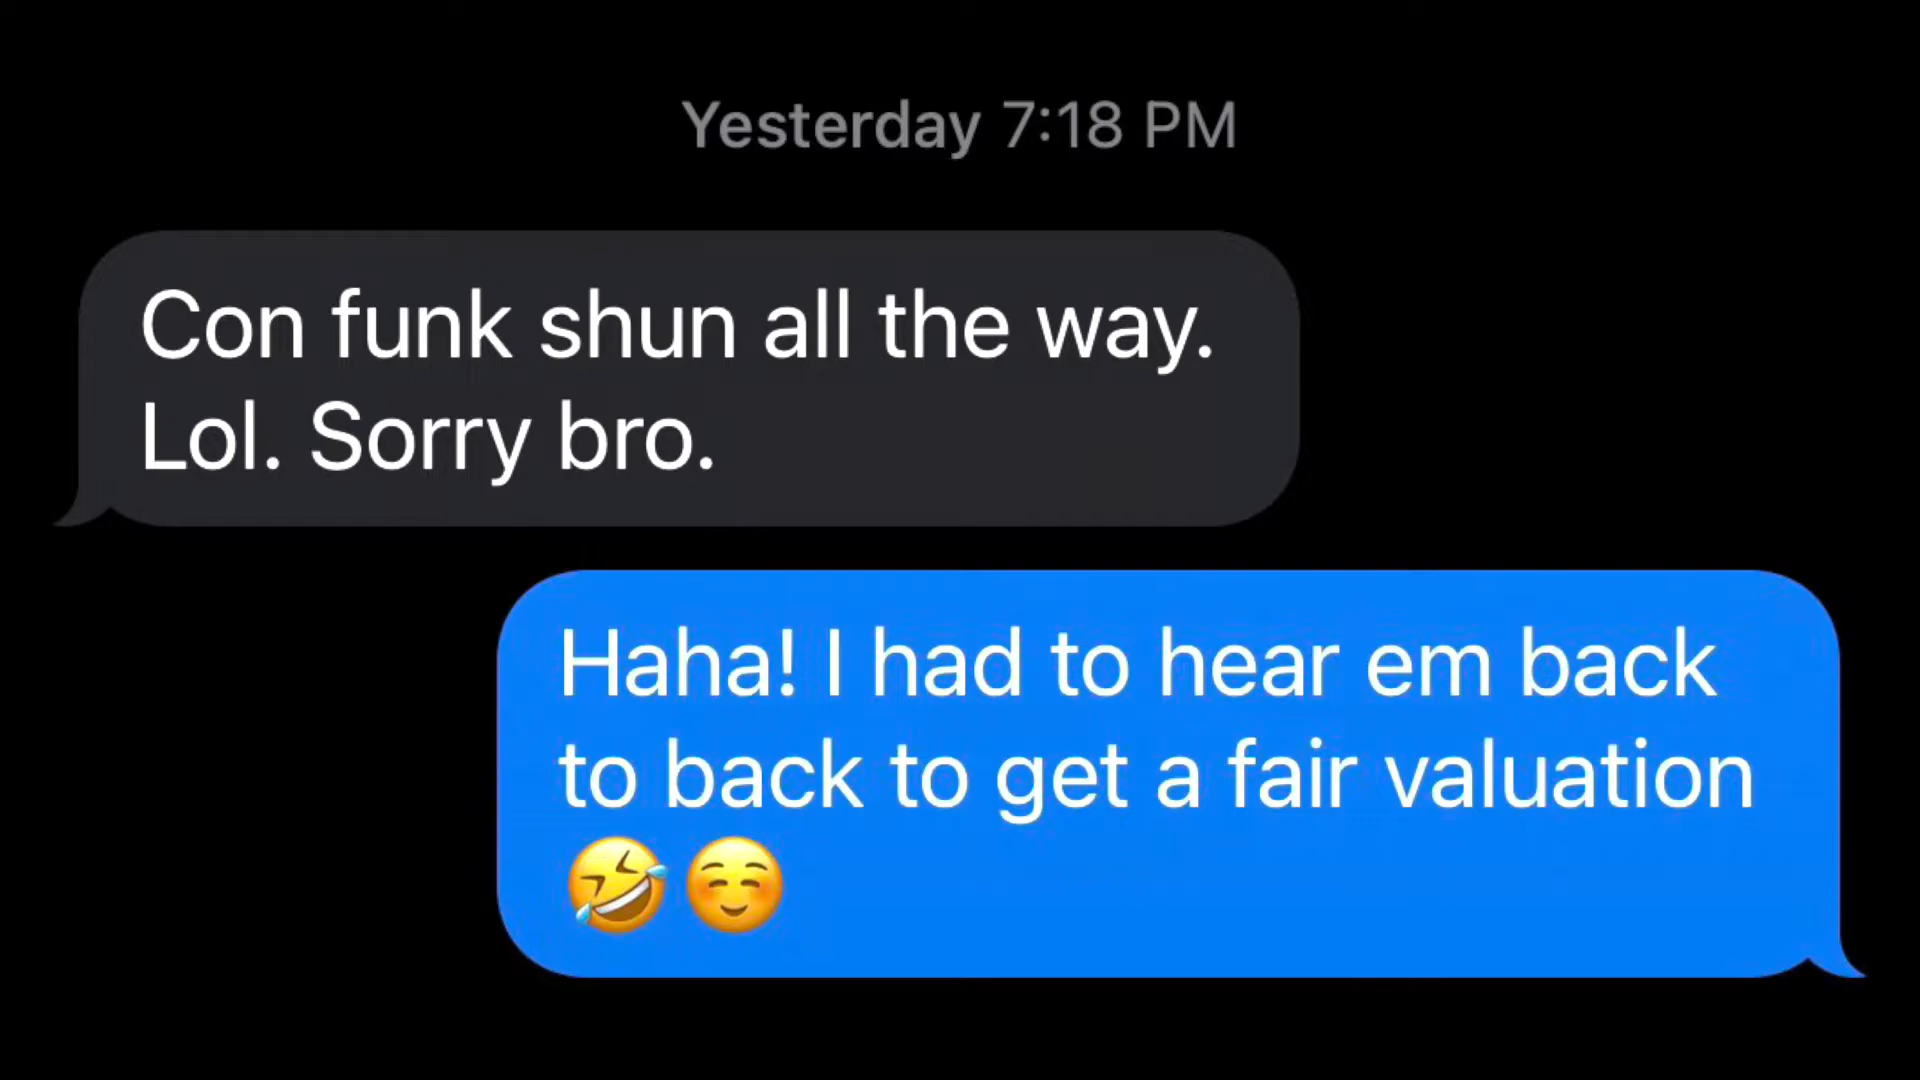 Yesterday 7:18 PM
Con funk shun all the way.
Lol. Sorry bro.
Haha! I had to hear em back
to back to get a fair valuation
🤣☺️